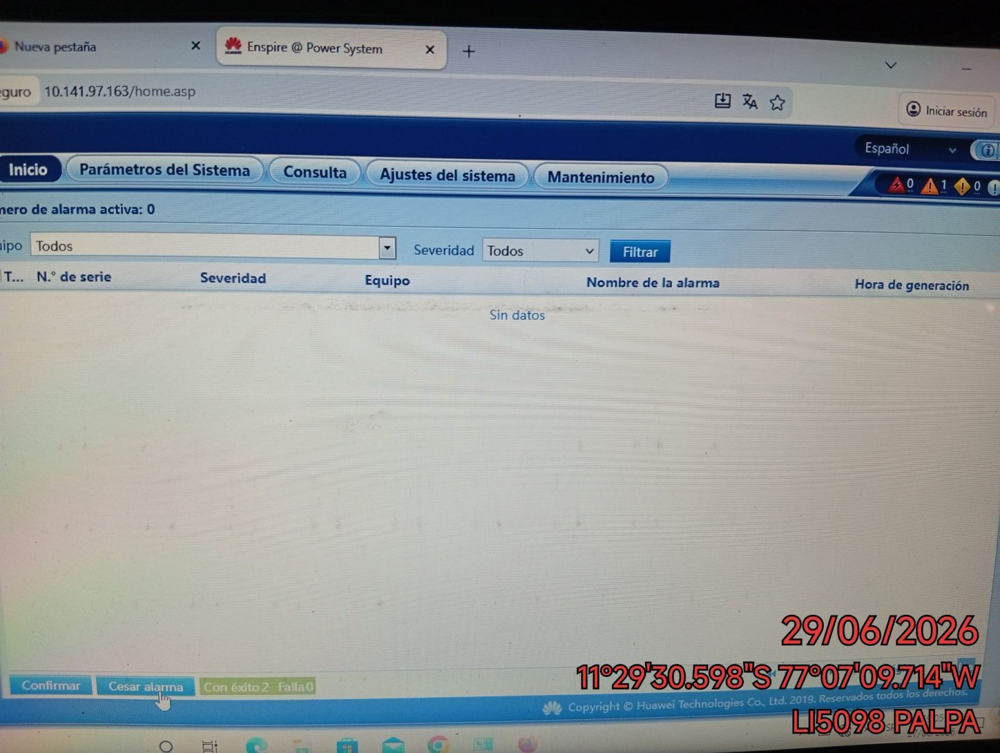 Nueva pestaña
Enspire @ Power System
HUAWEI
eguro 10.141.97.163/home.asp
Iniciar sesión
Español
Inicio Parámetros del Sistema Consulta Ajustes del sistema Mantenimiento
0 1 0
mero de alarma activa: 0
uipo Todos Severidad Todos Filtrar
T... N.° de serie Severidad Equipo Nombre de la alarma Hora de generación
Sin datos
29/06/2026
11°29'30.598"S 77°07'09.714"W
Confirmar Cesar alarma Con éxito 2 Falla 0
Copyright © Huawei Technologies Co., Ltd. 2019. Reservados todos los derechos.
LI5098 PALPA